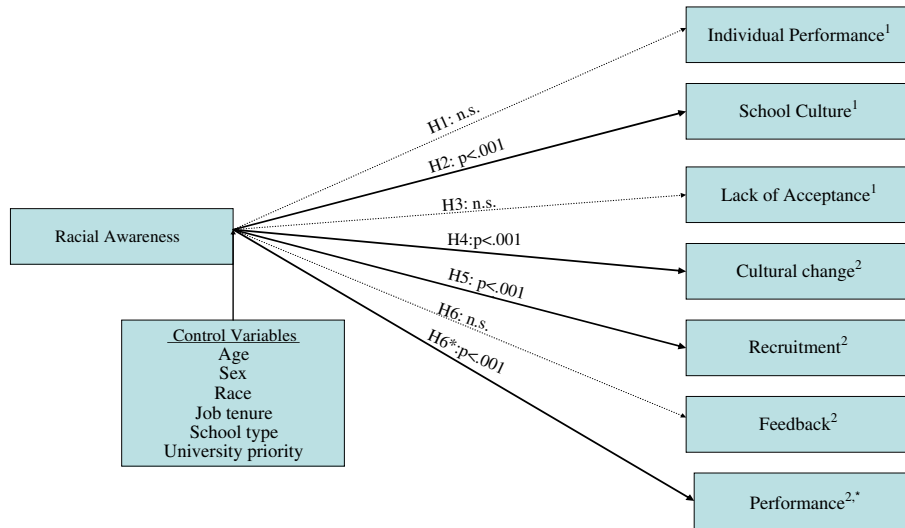 Individual Performance¹
School Culture¹
Lack of Acceptance¹
Cultural change²
Recruitment²
Feedback²
Performance²,*
H1: n.s.
H2: p<.001
H3: n.s.
H4:p<.001
H5: p<.001
H6: n.s.
H6*:p<.001
Racial Awareness
Control Variables
Age
Sex
Race
Job tenure
School type
University priority